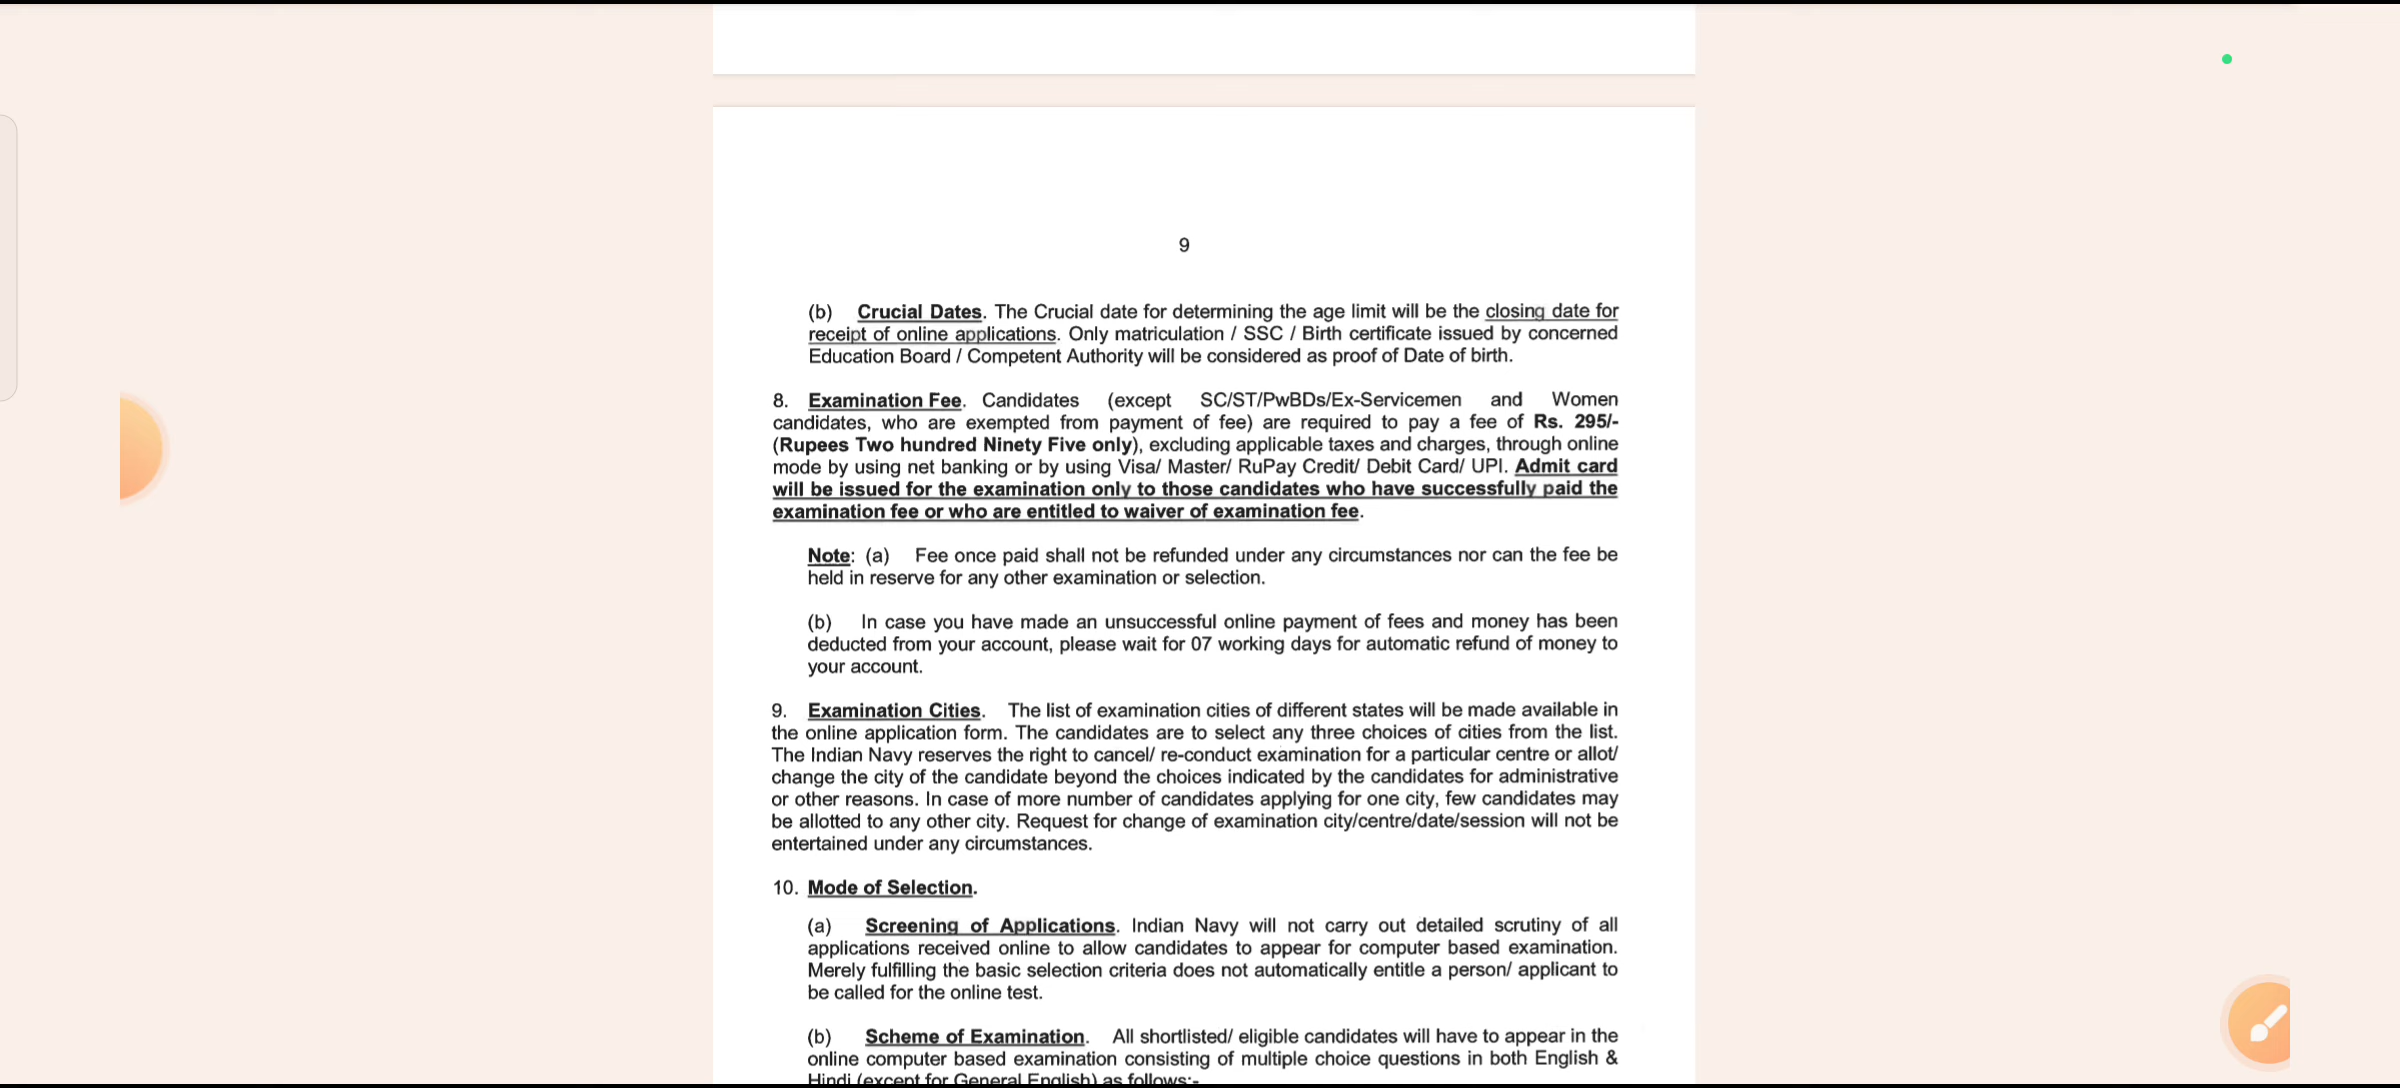 9
(b) Crucial Dates. The Crucial date for determining the age limit will be the closing date for
receipt of online applications. Only matriculation / SSC / Birth certificate issued by concerned
Education Board / Competent Authority will be considered as proof of Date of birth.
8. Examination Fee. Candidates (except SC/ST/PwBDs/Ex-Servicemen and Women
candidates, who are exempted from payment of fee) are required to pay a fee of Rs. 295/-
(Rupees Two hundred Ninety Five only), excluding applicable taxes and charges, through online
mode by using net banking or by using Visa/ Master/ RuPay Credit/ Debit Card/ UPI. Admit card
will be issued for the examination only to those candidates who have successfully paid the
examination fee or who are entitled to waiver of examination fee.
Note: (a) Fee once paid shall not be refunded under any circumstances nor can the fee be
held in reserve for any other examination or selection.
(b) In case you have made an unsuccessful online payment of fees and money has been
deducted from your account, please wait for 07 working days for automatic refund of money to
your account.
9. Examination Cities. The list of examination cities of different states will be made available in
the online application form. The candidates are to select any three choices of cities from the list.
The Indian Navy reserves the right to cancel/ re-conduct examination for a particular centre or allot/
change the city of the candidate beyond the choices indicated by the candidates for administrative
or other reasons. In case of more number of candidates applying for one city, few candidates may
be allotted to any other city. Request for change of examination city/centre/date/session will not be
entertained under any circumstances.
10. Mode of Selection.
(a) Screening of Applications. Indian Navy will not carry out detailed scrutiny of all
applications received online to allow candidates to appear for computer based examination.
Merely fulfilling the basic selection criteria does not automatically entitle a person/ applicant to
be called for the online test.
(b) Scheme of Examination. All shortlisted/ eligible candidates will have to appear in the
online computer based examination consisting of multiple choice questions in both English &
Hindi (except for General English) as follows:-